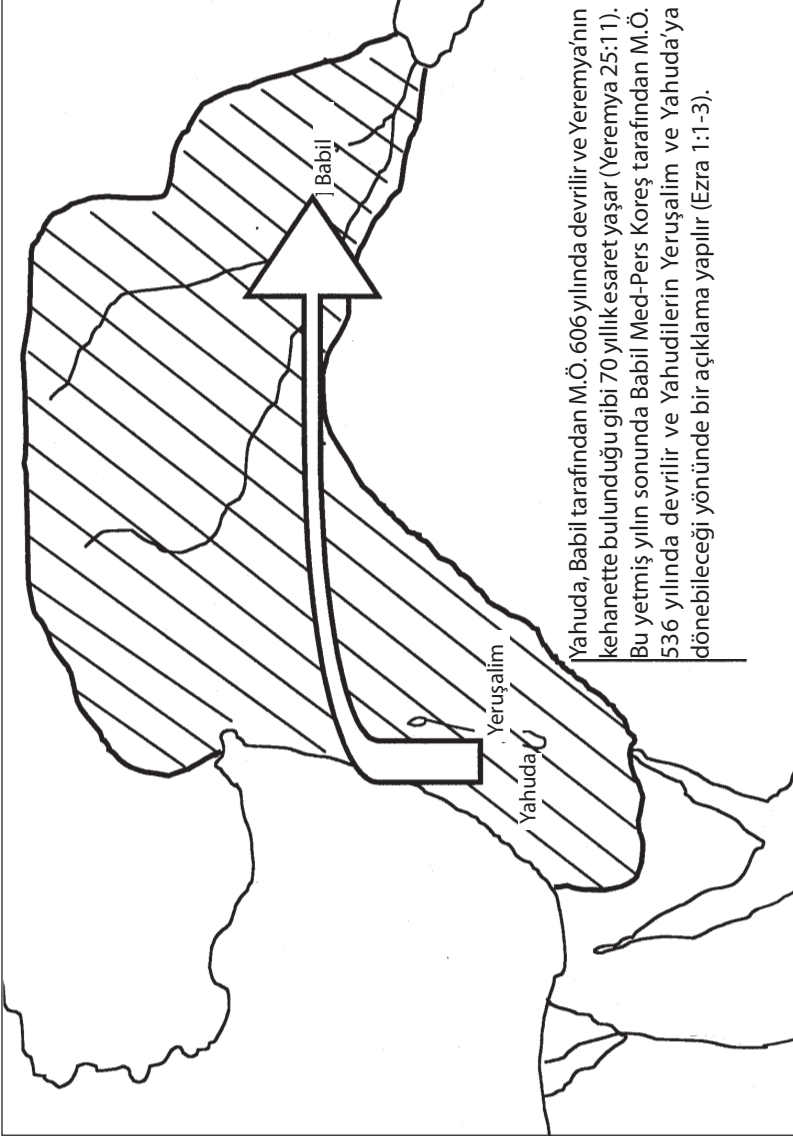 Babil
Yeruşalim
Yahuda
Yahuda, Babil tarafından M.Ö. 606 yılında devrilir ve Yeremya'nın
kehanette bulunduğu gibi 70 yıllık esaret yaşar (Yeremya 25:11).
Bu yetmiş yılın sonunda Babil Med-Pers Koreş tarafından M.Ö.
536 yılında devrilir ve Yahudilerin Yeruşalim ve Yahuda'ya
dönebileceği yönünde bir açıklama yapılır (Ezra 1:1-3).